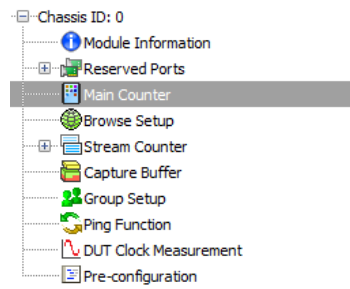 Chassis ID: 0
Module Information
Reserved Ports
Main Counter
Browse Setup
Stream Counter
Capture Buffer
Group Setup
Ping Function
DUT Clock Measurement
Pre-configuration